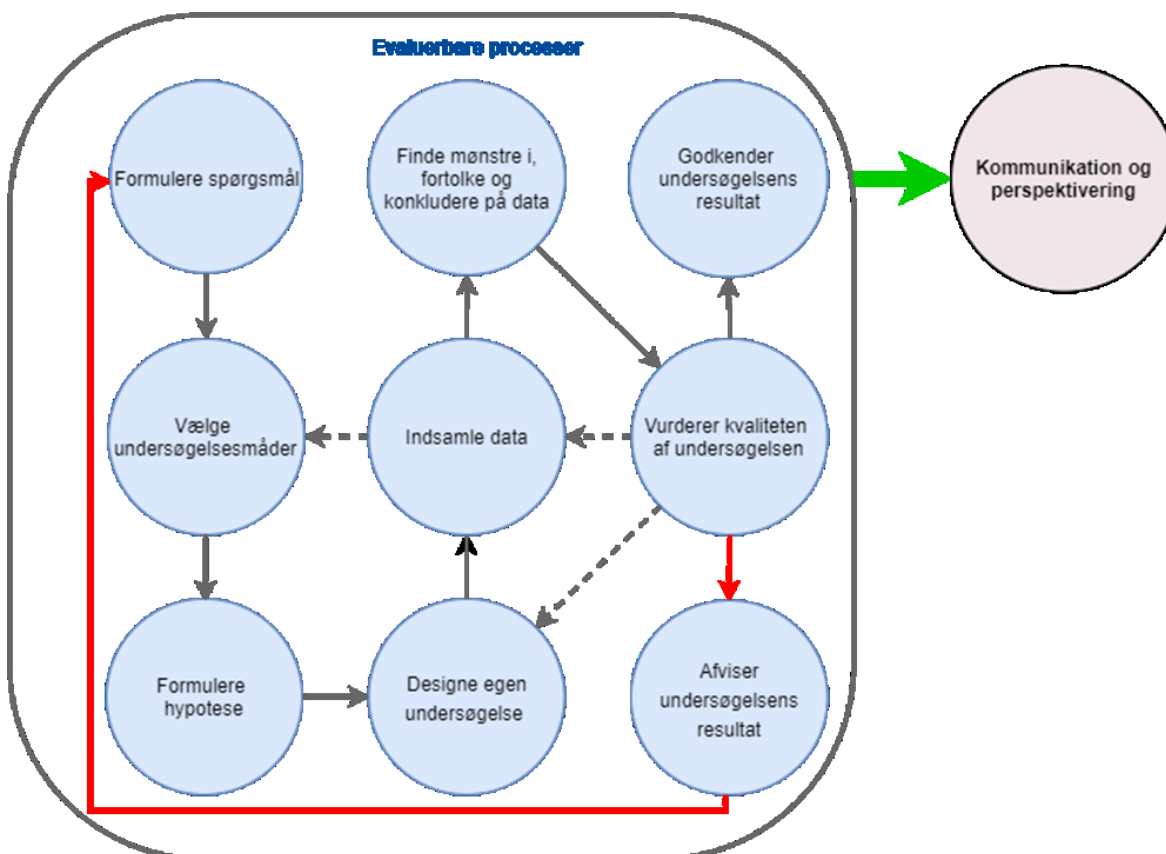 Evaluerbare processer
Formulere spørgsmål
Finde mønstre i,
fortolke og
konkludere på data
Godkender
undersøgelsens
resultat
Kommunikation og
perspektivering
Vælge
undersøgelsesmåder
Indsamle data
Vurderer kvaliteten
af undersøgelsen
Formulere
hypotese
Designe egen
undersøgelse
Afviser
undersøgelsens
resultat